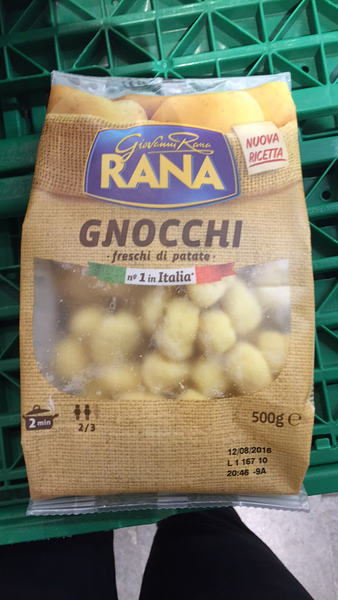 Giovanni Rana
RANA
NUOVA
RICETTA
GNOCCHI
• freschi di patate •
nº 1 in Italia*
2 min
2/3
500g ℮
12/08/2016
L 1 167 10
20:46 -9A